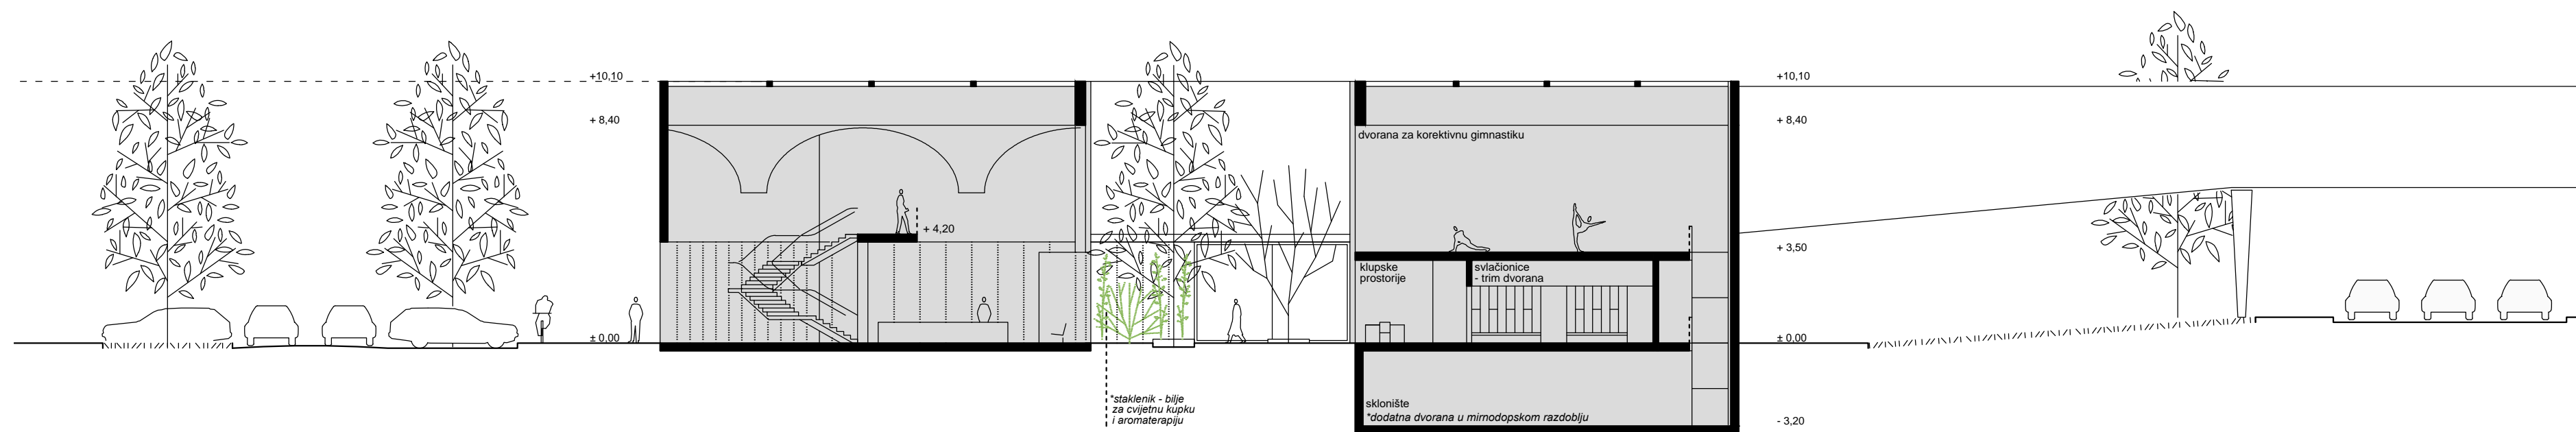 +10,10
+ 8,40
+ 4,20
± 0,00
*staklenik - bilje
za cvijetnu kupku
i aromaterapiju
dvorana za korektivnu gimnastiku
klupske
prostorije
svlačionice
- trim dvorana
sklonište
*dodatna dvorana u mirnodopskom razdoblju
+10,10
+ 8,40
+ 3,50
± 0,00
- 3,20